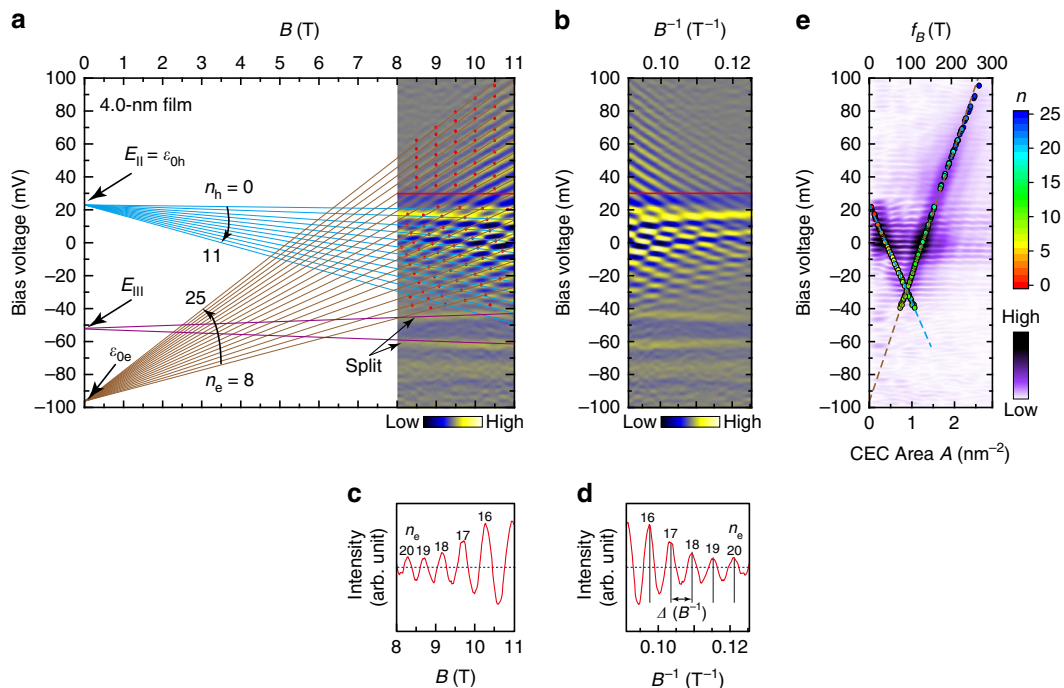 a
B (T)
0 1 2 3 4 5 6 7 8 9 10 11
100
80
60
40
20
0
−20
−40
−60
−80
−100
Bias voltage (mV)
4.0-nm film
E_II = ε_0h
n_h = 0
11
E_III
25
ε_0e
n_e = 8
Split
Low High
b
B⁻¹ (T⁻¹)
0.10 0.12
100
80
60
40
20
0
−20
−40
−60
−80
−100
Bias voltage (mV)
Low High
e
f_B (T)
0 100 200 300
100
80
60
40
20
0
−20
−40
−60
−80
−100
Bias voltage (mV)
0 1 2
CEC Area A (nm⁻²)
n
25
20
15
10
5
0
High
Low
c
Intensity
(arb. unit)
n_e
20 19 18 17 16
8 9 10 11
B (T)
d
Intensity
(arb. unit)
16 17 18 19 20
n_e
Δ (B⁻¹)
0.10 0.12
B⁻¹ (T⁻¹)